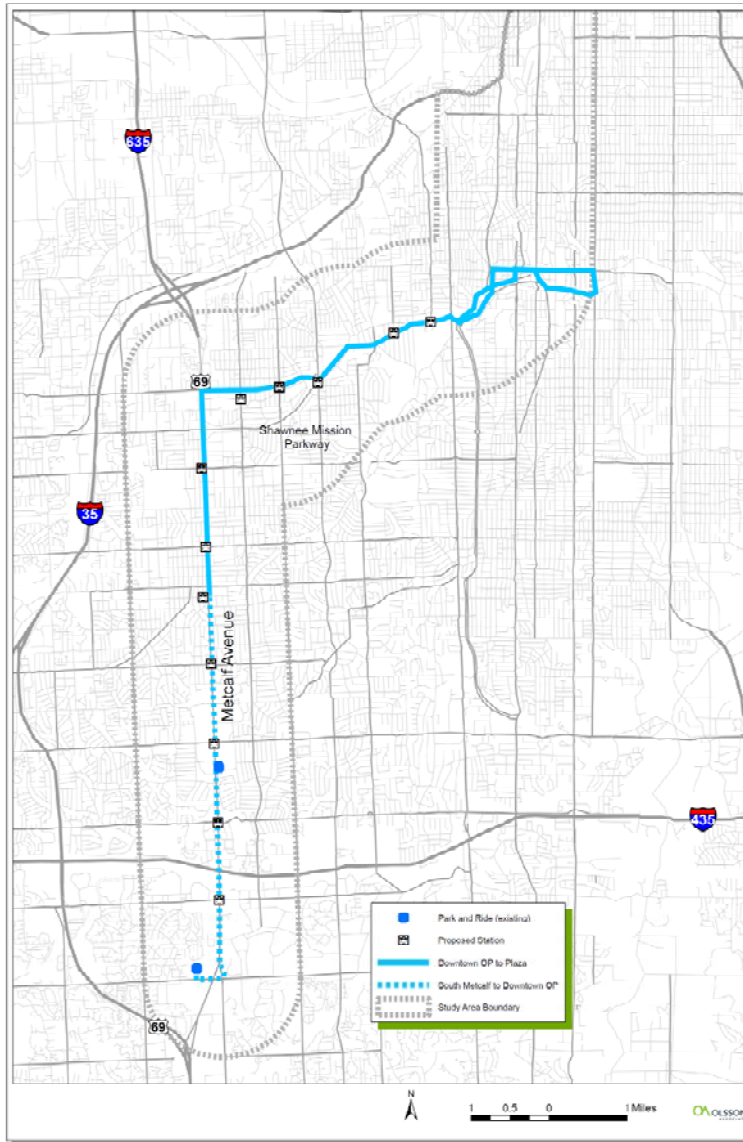 635
69
Shawnee Mission
Parkway
35
Metcalf Avenue
435
Park and Ride (existing)
Proposed Station
Downtown OP to Plaza
South Metcalf to Downtown OP
Study Area Boundary
69
N
1 0.5 0 1 Miles